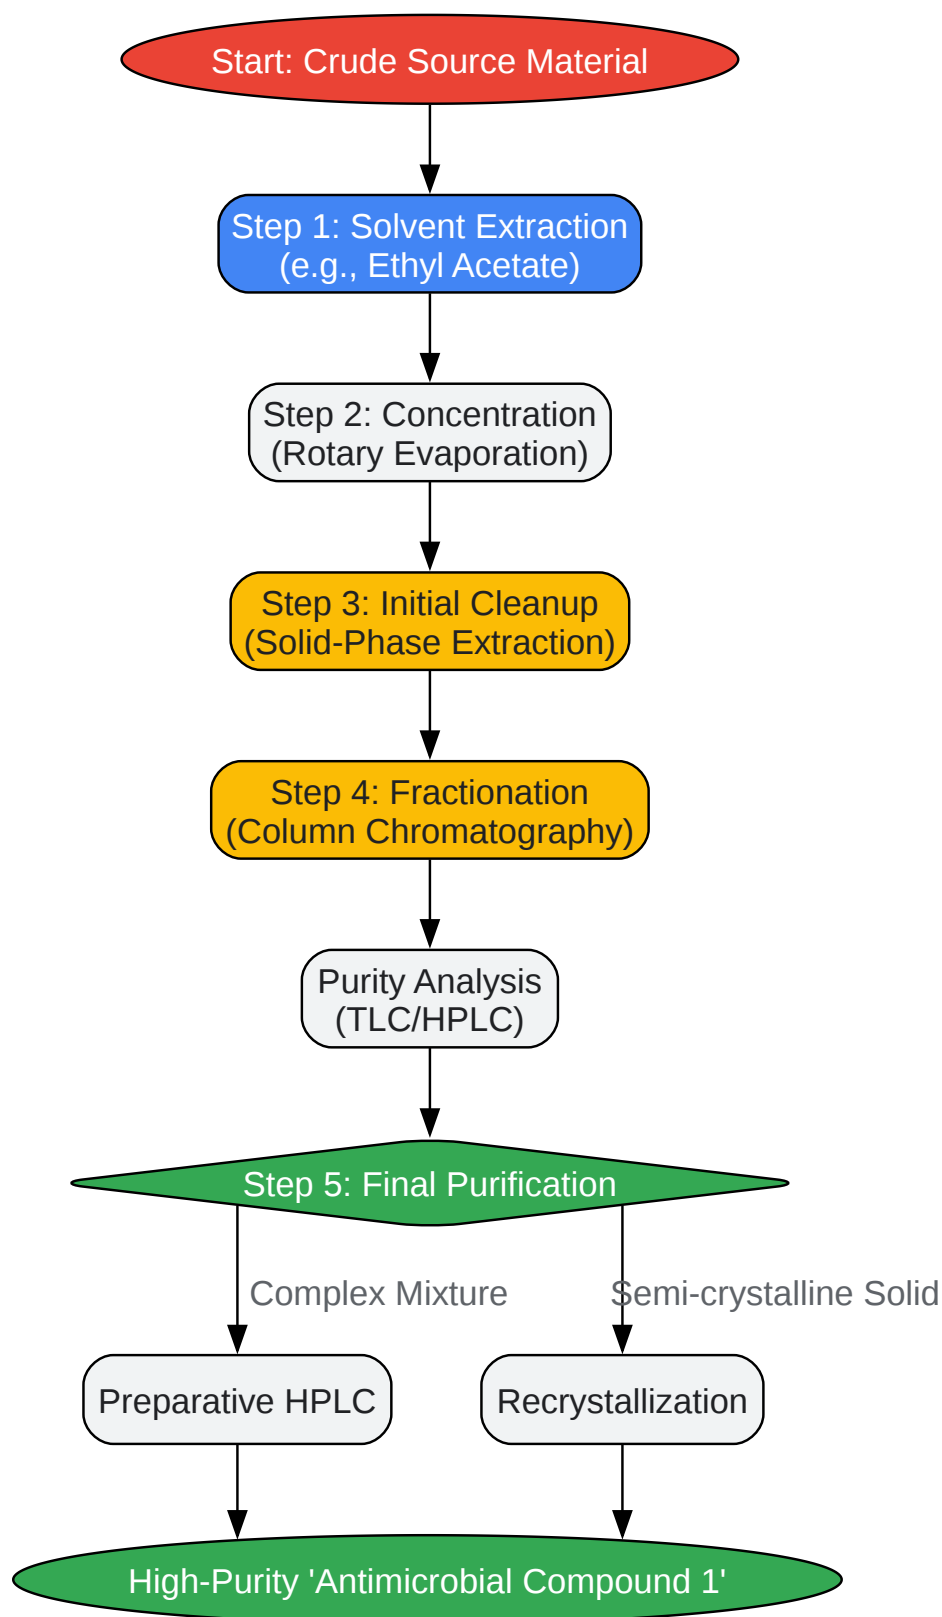 Start: Crude Source Material
Step 1: Solvent Extraction
(e.g., Ethyl Acetate)
Step 2: Concentration
(Rotary Evaporation)
Step 3: Initial Cleanup
(Solid-Phase Extraction)
Step 4: Fractionation
(Column Chromatography)
Purity Analysis
(TLC/HPLC)
Step 5: Final Purification
Complex Mixture
Semi-crystalline Solid
Preparative HPLC
Recrystallization
High-Purity 'Antimicrobial Compound 1'